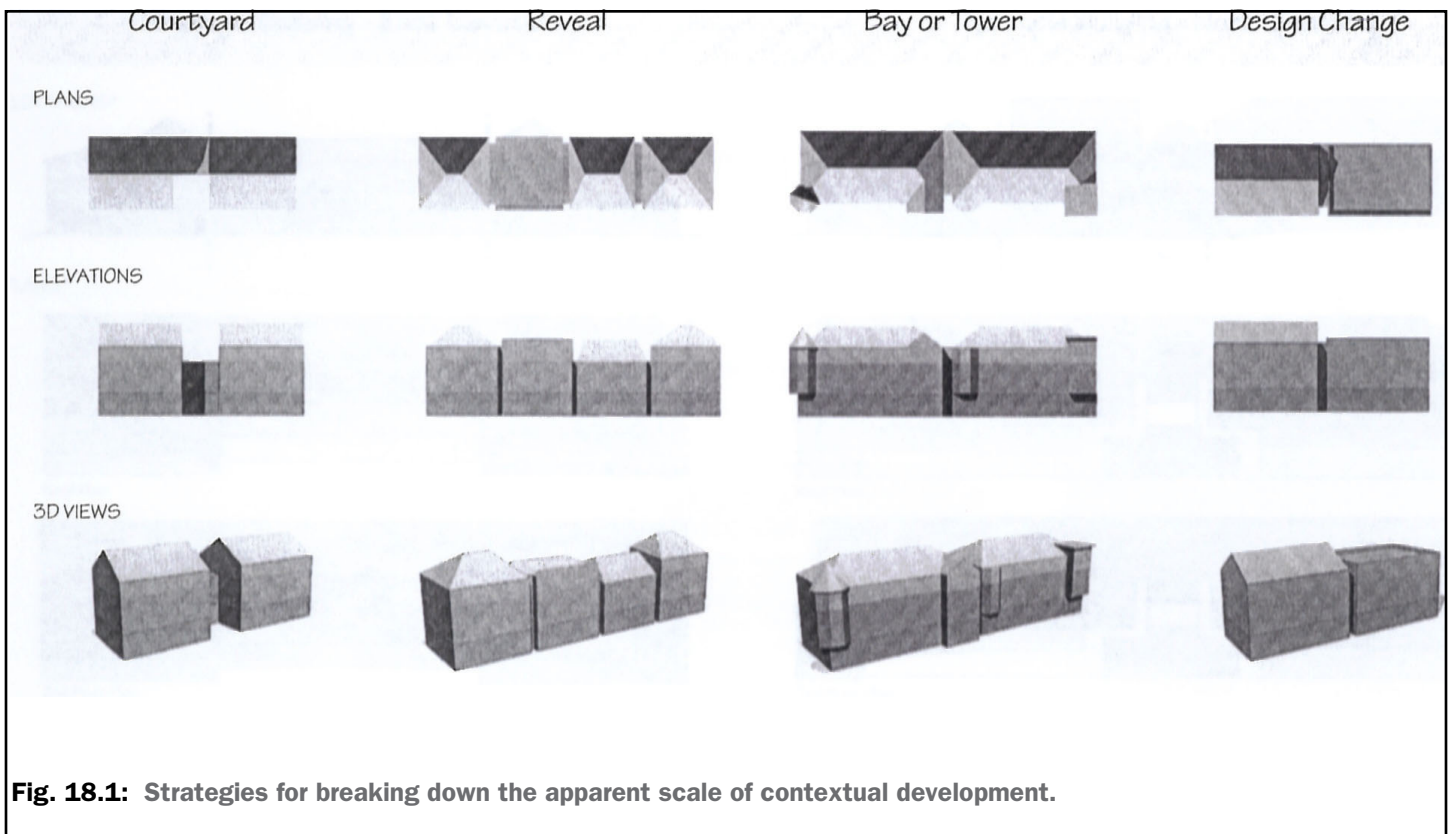 Courtyard Reveal Bay or Tower Design Change
PLANS
ELEVATIONS
3D VIEWS
Fig. 18.1: Strategies for breaking down the apparent scale of contextual development.